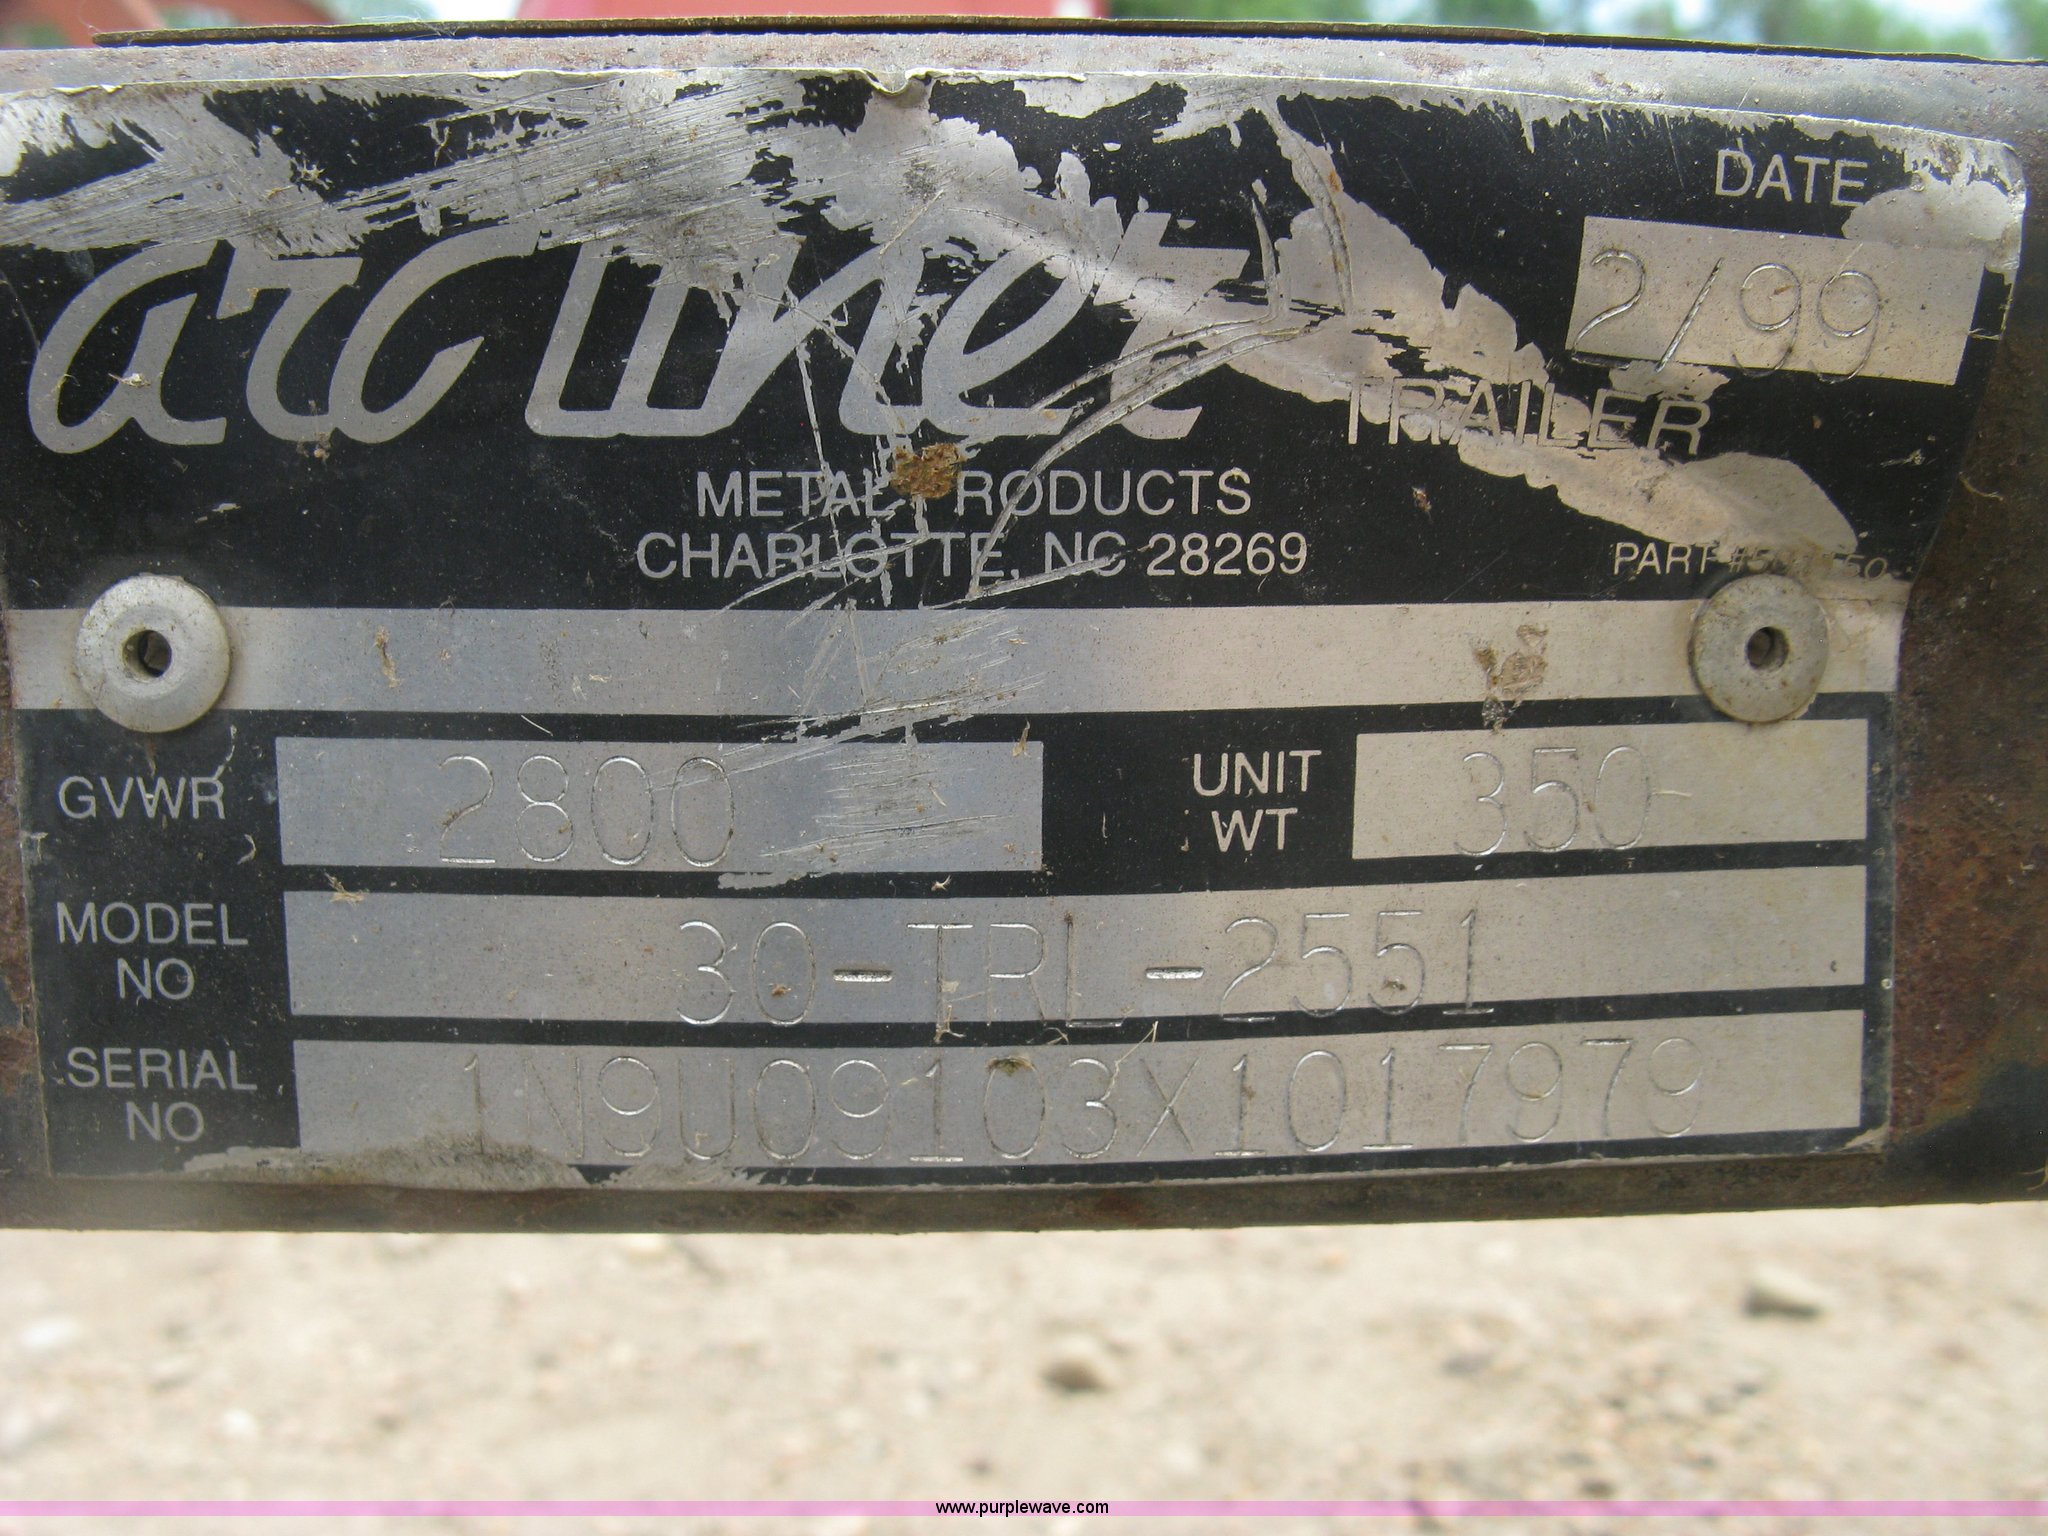 DATE
2/99
TRAILER
METAL PRODUCTS
CHARLOTTE, NC 28269
PART
GVWR 2800 UNIT WT 350
MODEL NO 30-TRL-2551
SERIAL NO 1N9U09103X1017979
www.purplewave.com